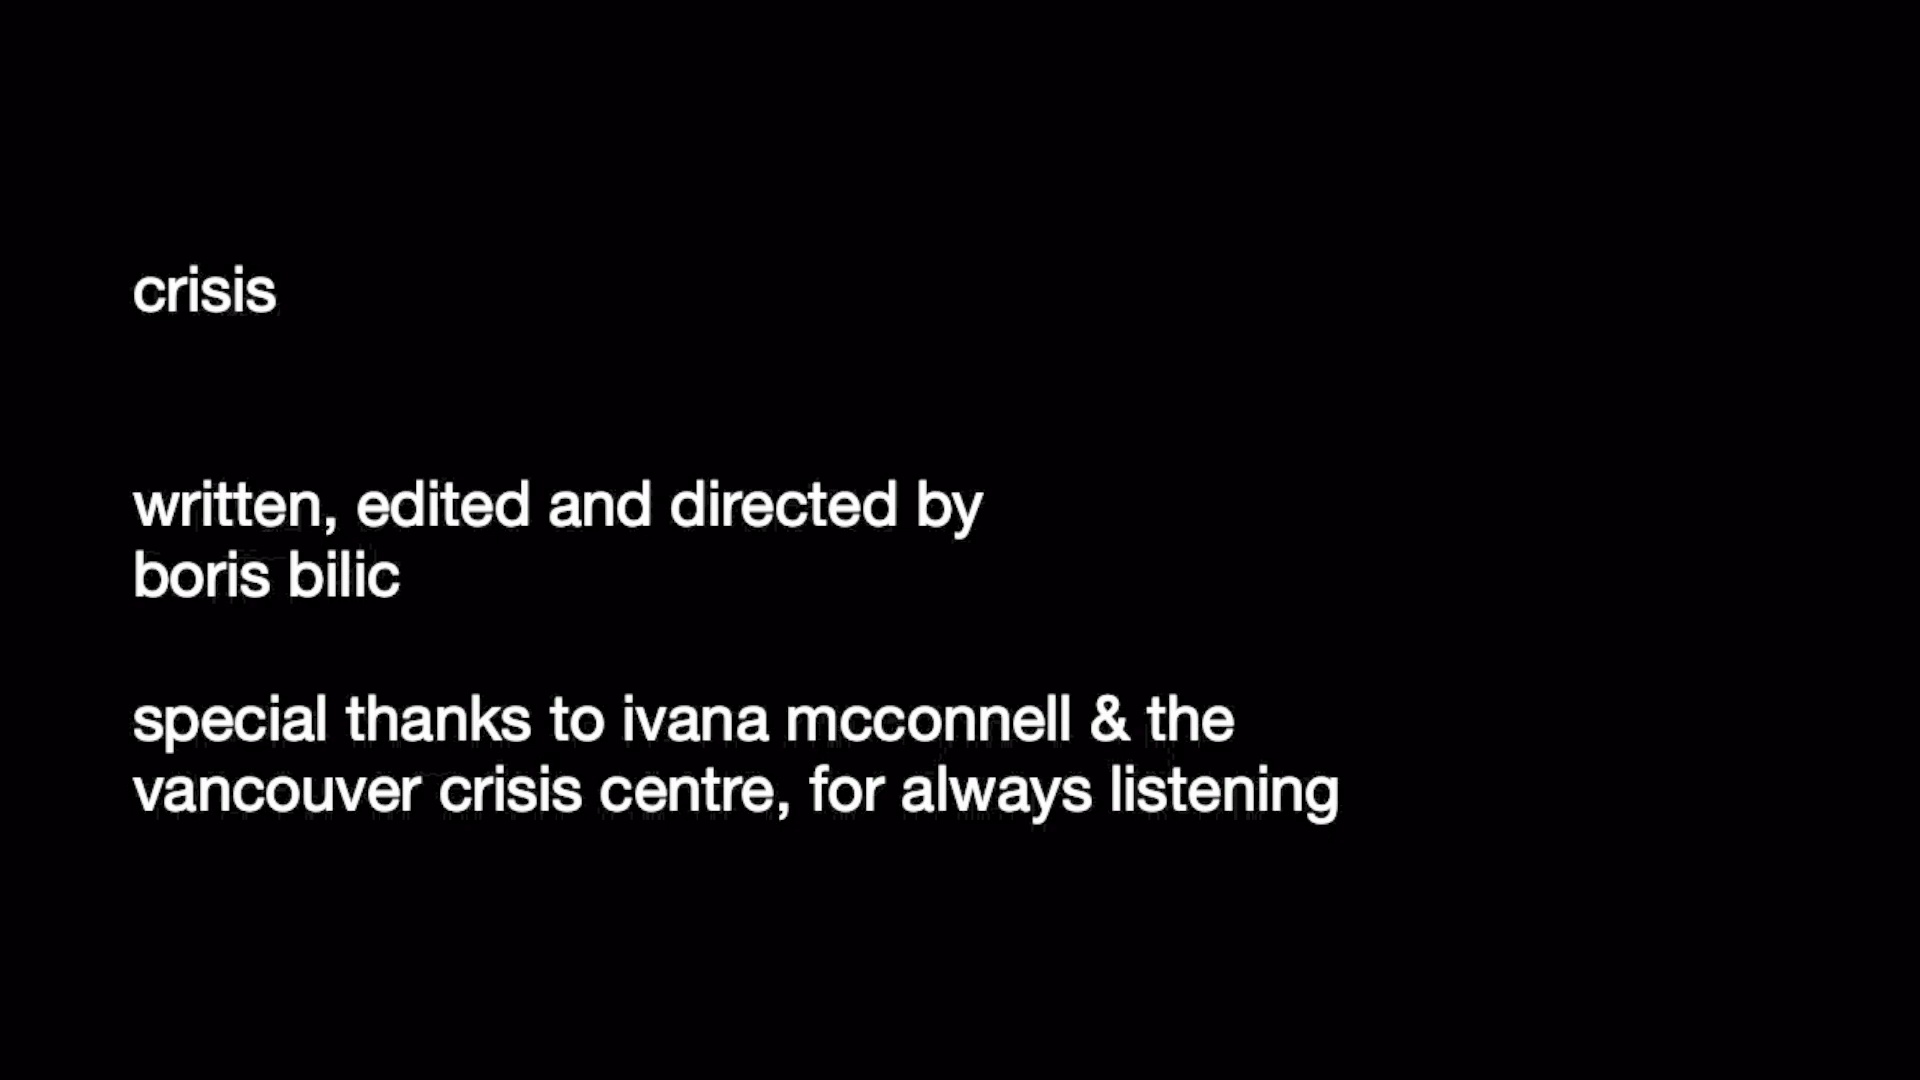 crisis
written, edited and directed by
boris bilic
special thanks to ivana mcconnell & the
vancouver crisis centre, for always listening